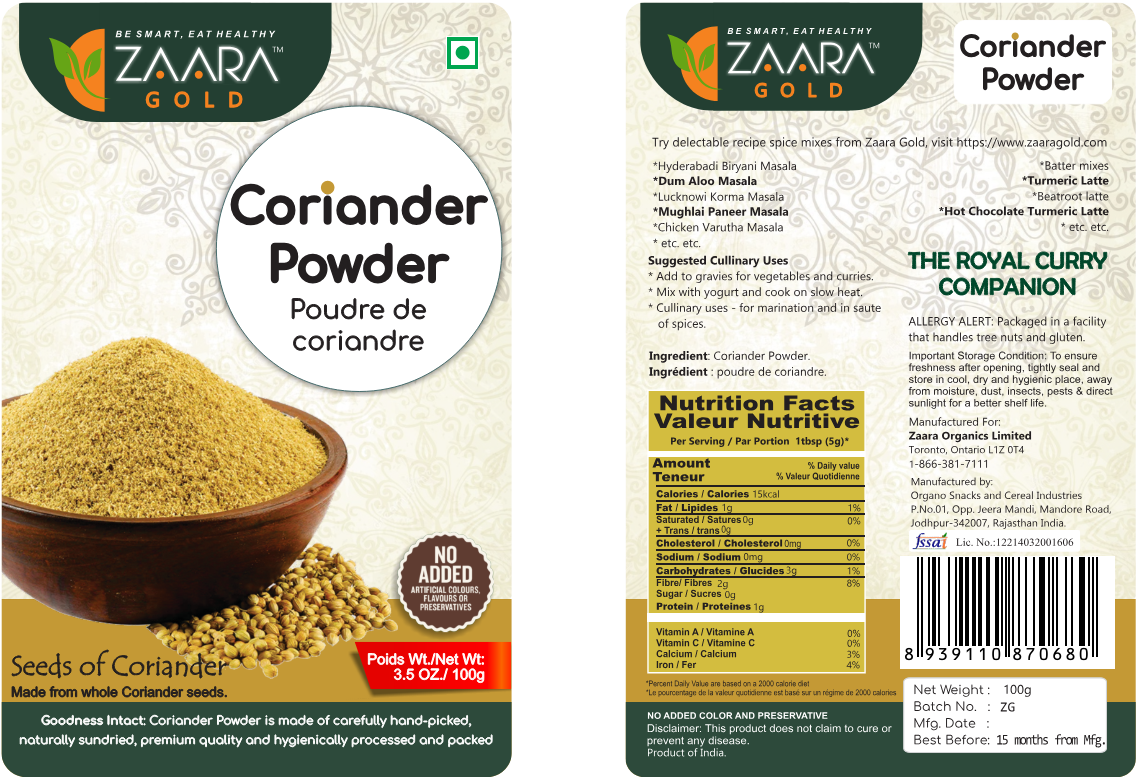 BE SMART, EAT HEALTHY
ZAARA™
GOLD
Coriander
Powder
Poudre de
coriandre
NO
ADDED
ARTIFICIAL COLOURS,
FLAVOURS OR
PRESERVATIVES
Seeds of Coriander
Made from whole Coriander seeds.
Poids Wt./Net Wt:
3.5 OZ./ 100g
Goodness Intact: Coriander Powder is made of carefully hand-picked,
naturally sundried, premium quality and hygienically processed and packed
BE SMART, EAT HEALTHY
ZAARA™
GOLD
Coriander
Powder
Try delectable recipe spice mixes from Zaara Gold, visit https://www.zaaragold.com
*Hyderabadi Biryani Masala
*Dum Aloo Masala
*Lucknowi Korma Masala
*Mughlai Paneer Masala
*Chicken Varutha Masala
* etc. etc.
*Batter mixes
*Turmeric Latte
*Beatroot latte
*Hot Chocolate Turmeric Latte
* etc. etc.
Suggested Cullinary Uses
* Add to gravies for vegetables and curries.
* Mix with yogurt and cook on slow heat.
* Cullinary uses - for marination and in saute
of spices.
Ingredient: Coriander Powder.
Ingrédient : poudre de coriandre.
Nutrition Facts
Valeur Nutritive
Per Serving / Par Portion 1tbsp (5g)*
Amount
Teneur
% Daily value
% Valeur Quotidienne
Calories / Calories 15kcal
Fat / Lipides 1g 1%
Saturated / Satures 0g 0%
+ Trans / trans 0g
Cholesterol / Cholesterol 0mg 0%
Sodium / Sodium 0mg 0%
Carbohydrates / Glucides 3g 1%
Fibre/ Fibres 2g 8%
Sugar / Sucres 0g
Protein / Proteines 1g
Vitamin A / Vitamine A 0%
Vitamin C / Vitamine C 0%
Calcium / Calcium 3%
Iron / Fer 4%
*Percent Daily Value are based on a 2000 calorie diet
*Le pourcentage de la valeur quotidienne est basé sur un régime de 2000 calories
NO ADDED COLOR AND PRESERVATIVE
Disclaimer: This product does not claim to cure or
prevent any disease.
Product of India.
THE ROYAL CURRY
COMPANION
ALLERGY ALERT: Packaged in a facility
that handles tree nuts and gluten.
Important Storage Condition: To ensure
freshness after opening, tightly seal and
store in cool, dry and hygienic place, away
from moisture, dust, insects, pests & direct
sunlight for a better shelf life.
Manufactured For:
Zaara Organics Limited
Toronto, Ontario L1Z 0T4
1-866-381-7111
Manufactured by:
Organo Snacks and Cereal Industries
P.No.01, Opp. Jeera Mandi, Mandore Road,
Jodhpur-342007, Rajasthan India.
fssai Lic. No.:12214032001606
8 939110 870680
Net Weight : 100g
Batch No. : ZG
Mfg. Date :
Best Before: 15 months from Mfg.